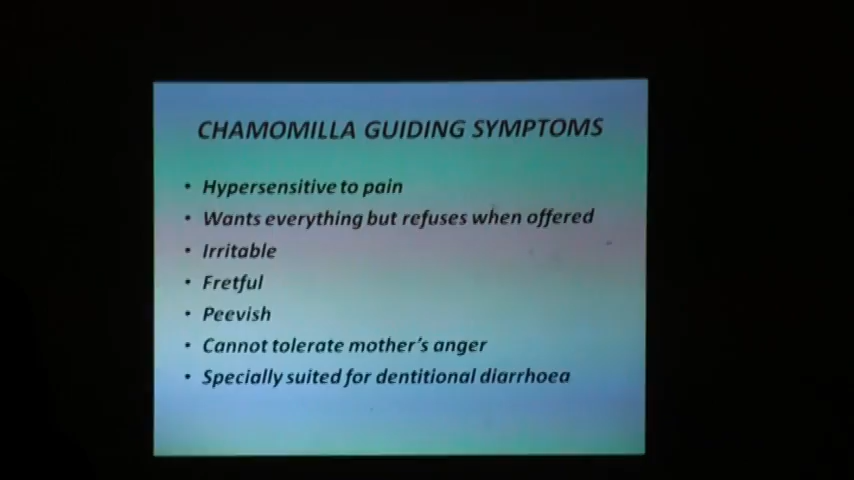 CHAMOMILLA GUIDING SYMPTOMS
• Hypersensitive to pain
• Wants everything but refuses when offered
• Irritable
• Fretful
• Peevish
• Cannot tolerate mother's anger
• Specially suited for dentitional diarrhoea